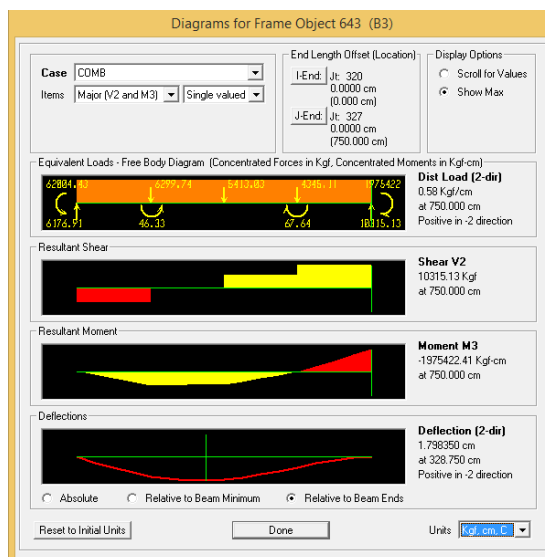 Diagrams for Frame Object 643 (B3)
Case COMB
Items Major (V2 and M3) Single valued
End Length Offset (Location)
I-End: Jt: 320
0.0000 cm
(0.000 cm)
J-End: Jt: 327
0.0000 cm
(750.000 cm)
Display Options
Scroll for Values
Show Max
Equivalent Loads - Free Body Diagram (Concentrated Forces in Kgf, Concentrated Moments in Kgf-cm)
62004.43 6299.74 5413.03 4345.11 1975422
6176.91 46.33 67.64 10315.13
Dist Load (2-dir)
0.58 Kgf/cm
at 750.000 cm
Positive in -2 direction
Resultant Shear
Shear V2
10315.13 Kgf
at 750.000 cm
Resultant Moment
Moment M3
-1975422.41 Kgf-cm
at 750.000 cm
Deflections
Deflection (2-dir)
1.798350 cm
at 328.750 cm
Positive in -2 direction
Absolute Relative to Beam Minimum Relative to Beam Ends
Reset to Initial Units Done Units Kgf, cm, C